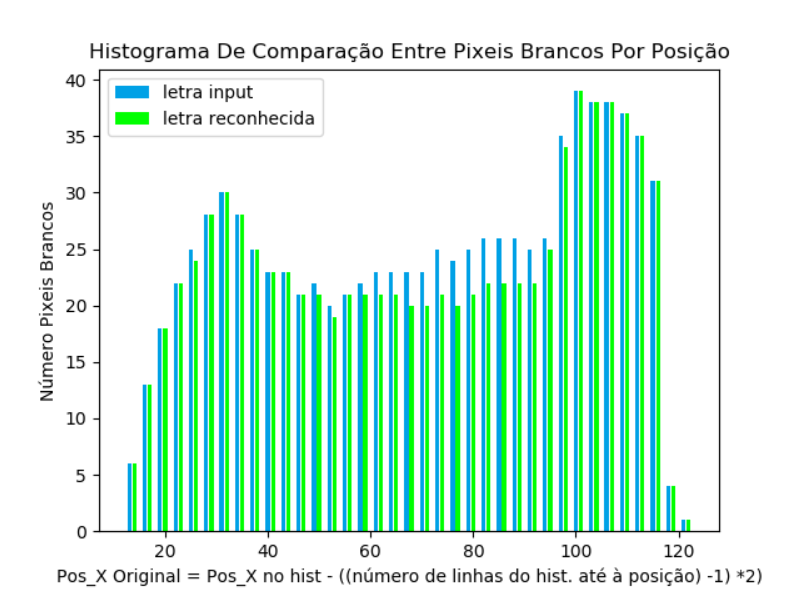 Histograma De Comparação Entre Pixeis Brancos Por Posição
letra input
letra reconhecida
Número Pixeis Brancos
40
35
30
25
20
15
10
5
0
20 40 60 80 100 120
Pos_X Original = Pos_X no hist - ((número de linhas do hist. até à posição) -1) *2)